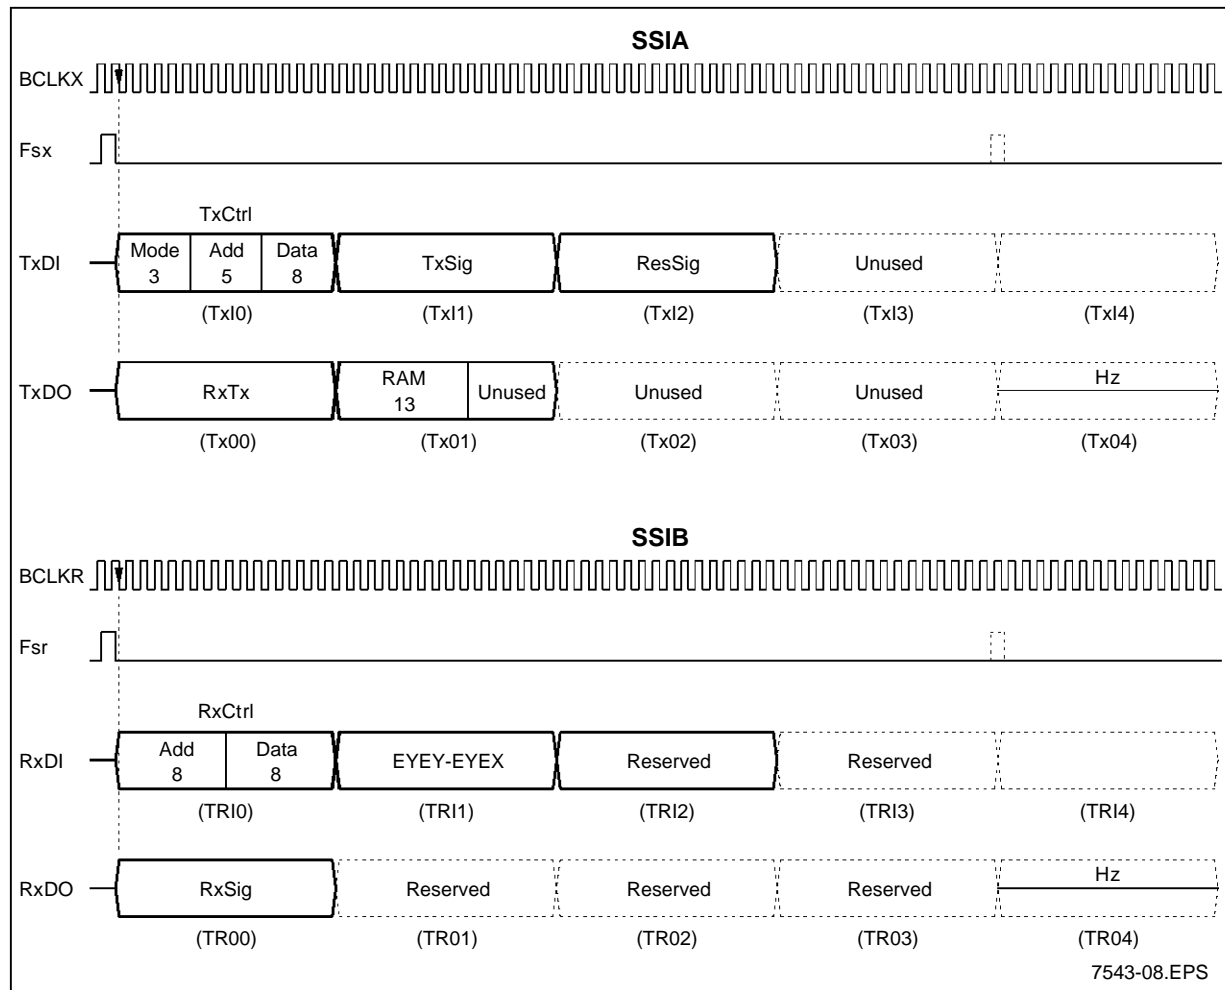 SSIA
BCLKX
Fsx
TxCtrl
TxDI
Mode 3
Add 5
Data 8
TxSig
ResSig
Unused
(TxI0)
(TxI1)
(TxI2)
(TxI3)
(TxI4)
TxDO
RxTx
RAM 13
Unused
Unused
Unused
Hz
(Tx00)
(Tx01)
(Tx02)
(Tx03)
(Tx04)
SSIB
BCLKR
Fsr
RxCtrl
RxDI
Add 8
Data 8
EYEY-EYEX
Reserved
Reserved
(TRI0)
(TRI1)
(TRI2)
(TRI3)
(TRI4)
RxDO
RxSig
Reserved
Reserved
Reserved
Hz
(TR00)
(TR01)
(TR02)
(TR03)
(TR04)
7543-08.EPS